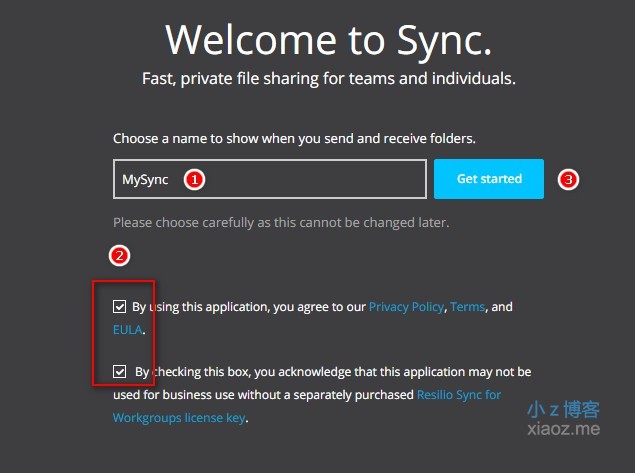 Welcome to Sync.
Fast, private file sharing for teams and individuals.
Choose a name to show when you send and receive folders.
MySync 1 Get started 3
Please choose carefully as this cannot be changed later.
2
By using this application, you agree to our Privacy Policy, Terms, and
EULA.
By checking this box, you acknowledge that this application may not be
used for business use without a separately purchased Resilio Sync for
Workgroups license key.
小z博客
xiaoz.me